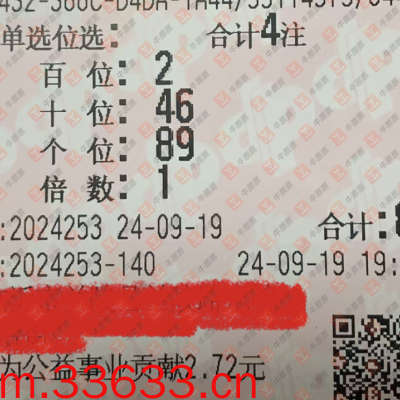 单选位选: 合计4注
百 位: 2
十 位: 46
个 位: 89
倍 数: 1
:2024253 24-09-19 合计:
:2024253-140 24-09-19 19:
为公益事业贡献2.72元
m.33633.cn